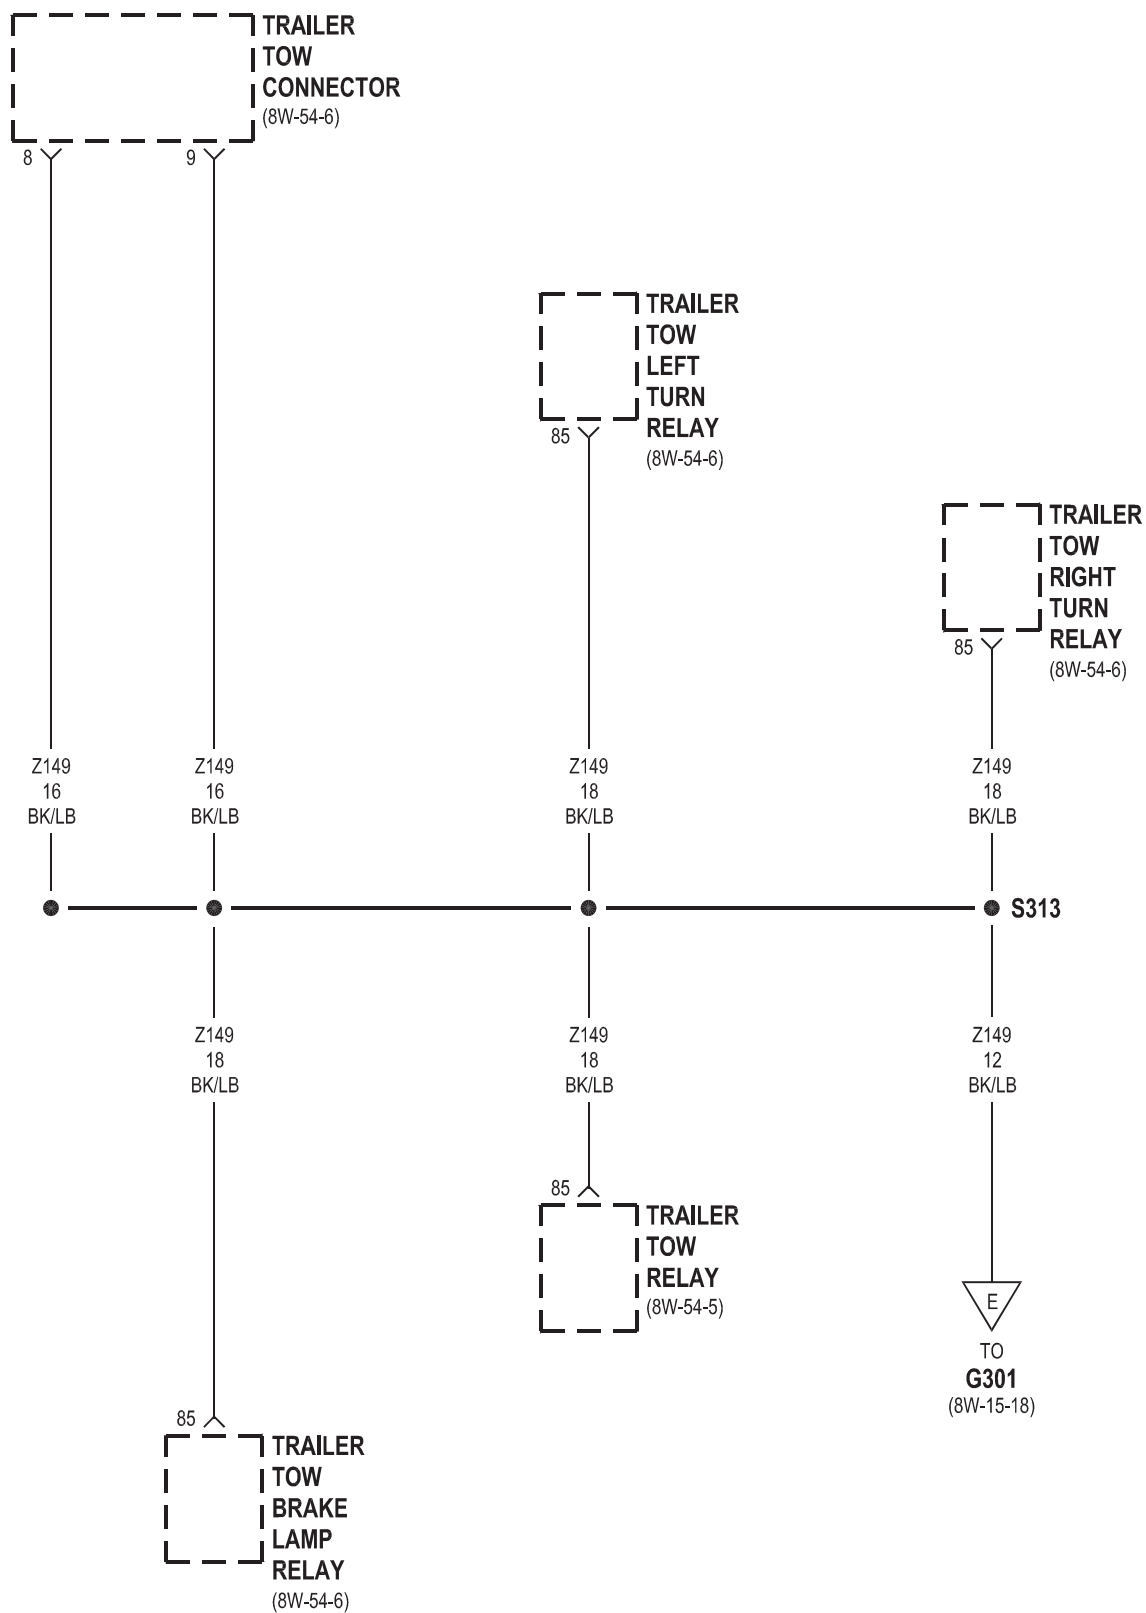 TRAILER
TOW
CONNECTOR
(8W-54-6)
8
9
TRAILER
TOW
LEFT
TURN
RELAY
(8W-54-6)
85
TRAILER
TOW
RIGHT
TURN
RELAY
(8W-54-6)
85
Z149
16
BK/LB
Z149
16
BK/LB
Z149
18
BK/LB
Z149
18
BK/LB
S313
Z149
18
BK/LB
Z149
18
BK/LB
Z149
12
BK/LB
85
TRAILER
TOW
RELAY
(8W-54-5)
E
TO
G301
(8W-15-18)
85
TRAILER
TOW
BRAKE
LAMP
RELAY
(8W-54-6)